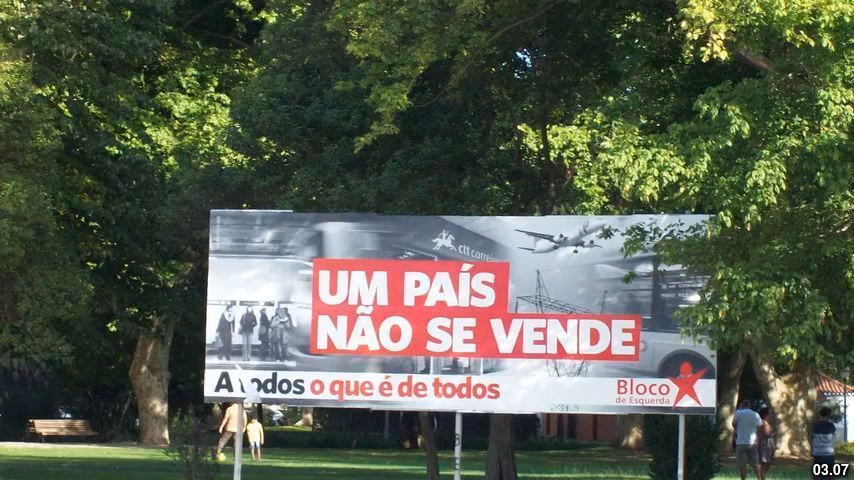 ctt correios
UM PAÍS
NÃO SE VENDE
A todos o que é de todos
Bloco
de Esquerda
03.07